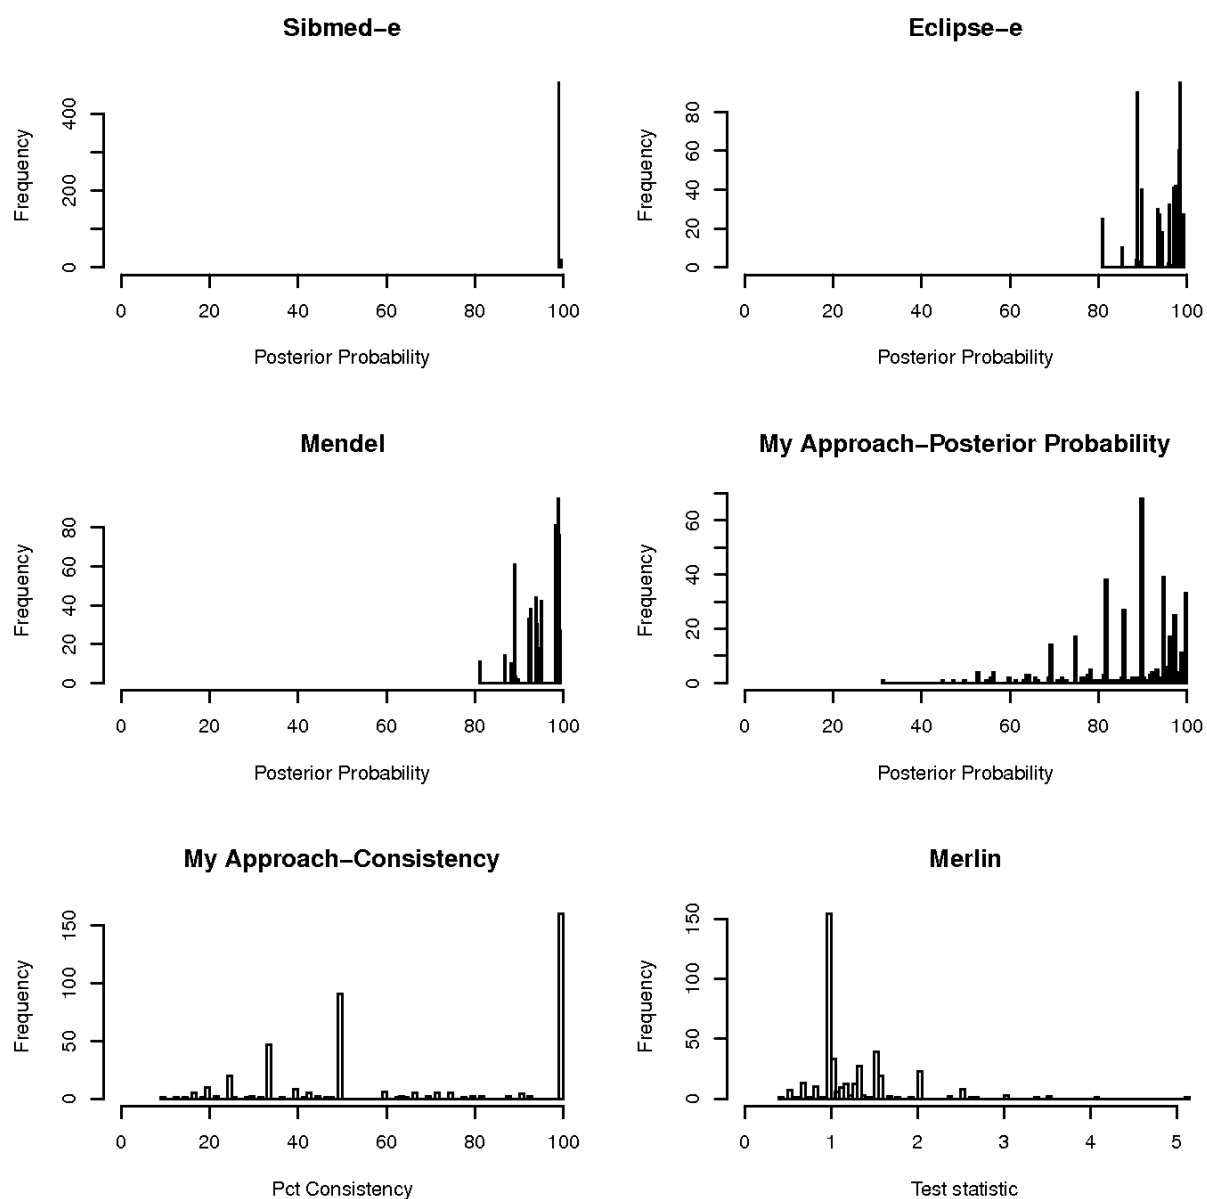 Sibmed−e
Frequency
0 200 400
0 20 40 60 80 100
Posterior Probability
Eclipse−e
Frequency
0 20 40 60 80
0 20 40 60 80 100
Posterior Probability
Mendel
Frequency
0 20 40 60 80
0 20 40 60 80 100
Posterior Probability
My Approach−Posterior Probability
Frequency
0 20 40 60
0 20 40 60 80 100
Posterior Probability
My Approach−Consistency
Frequency
0 50 100 150
0 20 40 60 80 100
Pct Consistency
Merlin
Frequency
0 50 100 150
0 1 2 3 4 5
Test statistic